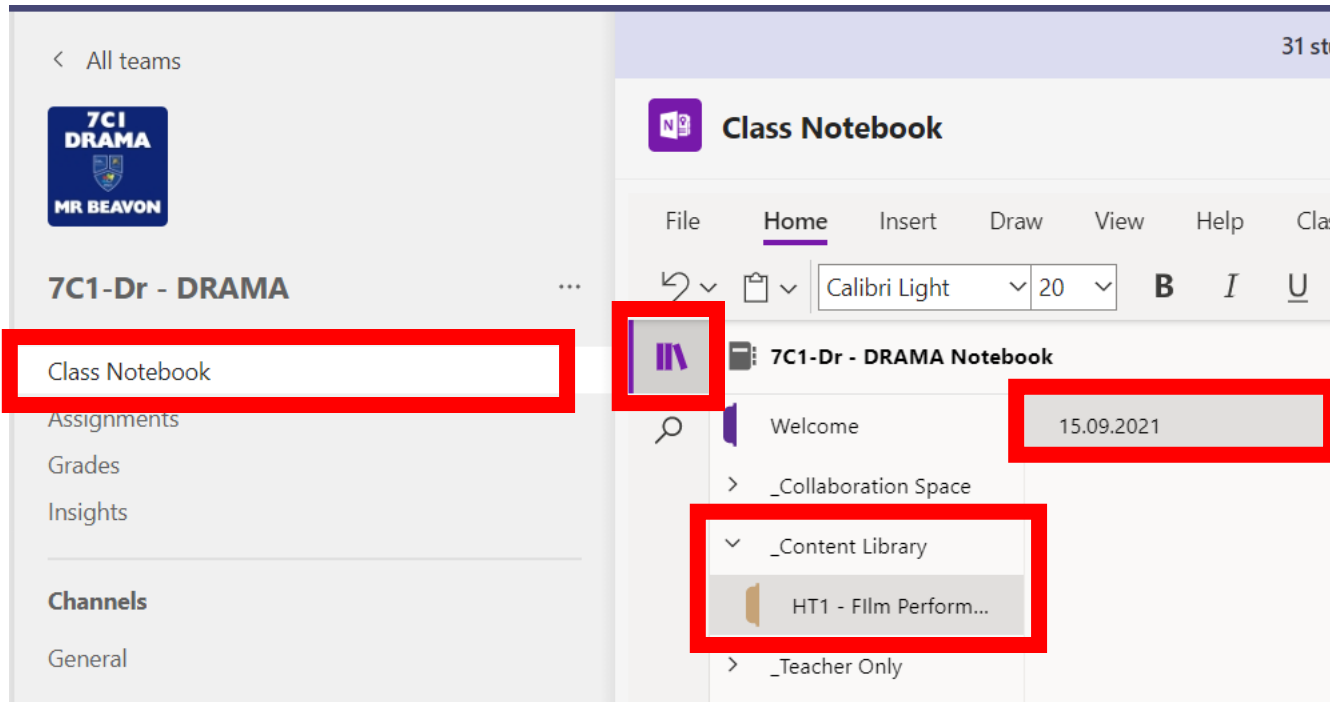 All teams
7C1
DRAMA
MR BEAVON
7C1-Dr - DRAMA
...
Class Notebook
Assignments
Grades
Insights
Channels
General
31 st
Class Notebook
File Home Insert Draw View Help Cla
Calibri Light 20 B I U
7C1-Dr - DRAMA Notebook
Welcome
_Collaboration Space
_Content Library
HT1 - FIlm Perform...
_Teacher Only
15.09.2021